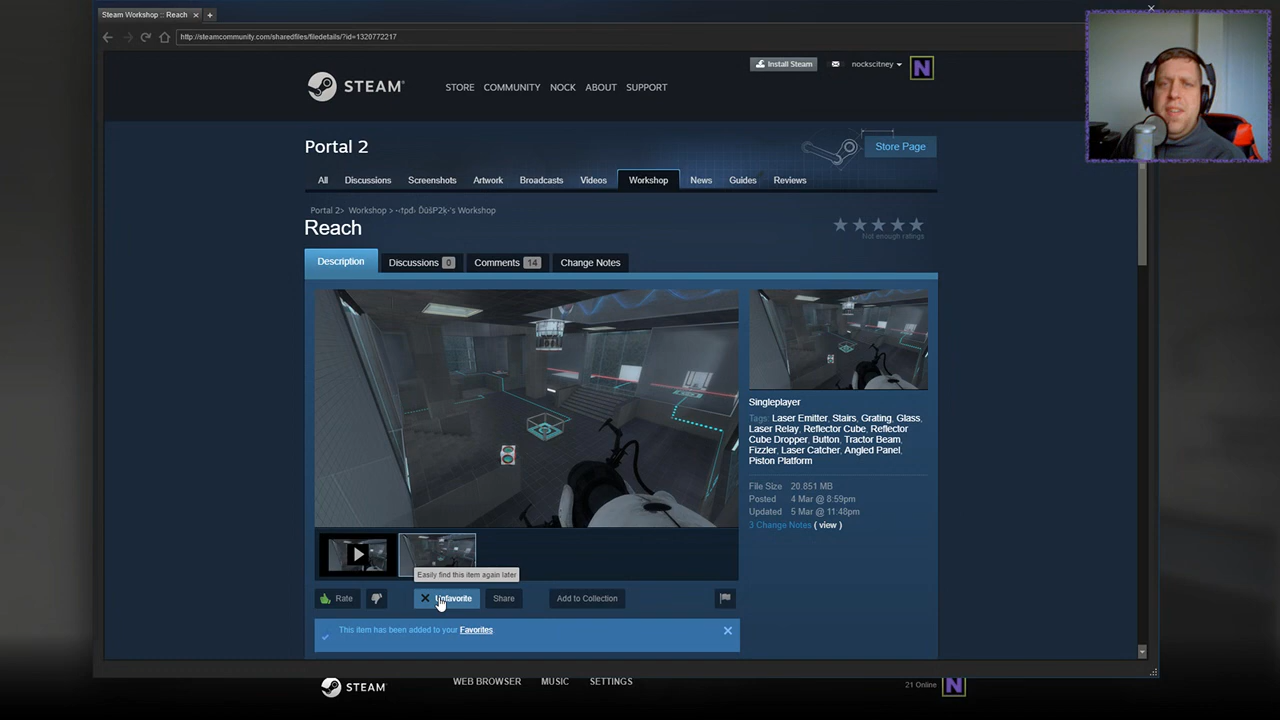 Steam Workshop :: Reach
http://steamcommunity.com/sharedfiles/filedetails/?id=1320772217
Install Steam
nockscitney
N
STEAM®
STORE COMMUNITY NOCK ABOUT SUPPORT
Portal 2
Store Page
All Discussions Screenshots Artwork Broadcasts Videos Workshop News Guides Reviews
Portal 2> Workshop > 's Workshop
Reach
Not enough ratings
Description Discussions 0 Comments 14 Change Notes
Singleplayer
Tags: Laser Emitter, Stairs, Grating, Glass,
Laser Relay, Reflector Cube, Reflector
Cube Dropper, Button, Tractor Beam,
Fizzler, Laser Catcher, Angled Panel,
Piston Platform
File Size 20.851 MB
Posted 4 Mar @ 8:59pm
Updated 5 Mar @ 11:48pm
3 Change Notes ( view )
Easily find this item again later
Rate Unfavorite Share Add to Collection
This item has been added to your Favorites.
STEAM
WEB BROWSER MUSIC SETTINGS
21 Online
N